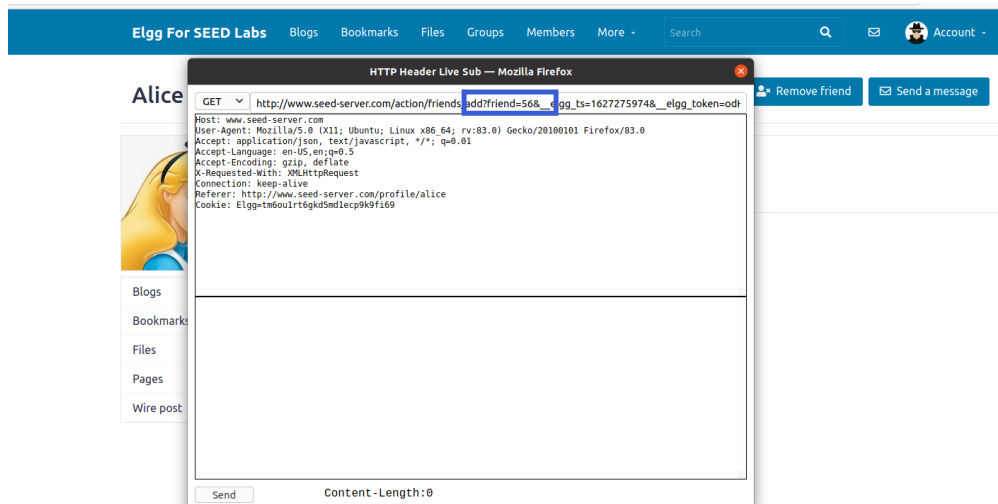 Elgg For SEED Labs Blogs Bookmarks Files Groups Members More Search Account
HTTP Header Live Sub — Mozilla Firefox
Alice
Remove friend Send a message
GET http://www.seed-server.com/action/friends/add?friend=56&__elgg_ts=1627275974&__elgg_token=odH
Host: www.seed-server.com
User-Agent: Mozilla/5.0 (X11; Ubuntu; Linux x86_64; rv:83.0) Gecko/20100101 Firefox/83.0
Accept: application/json, text/javascript, */*; q=0.01
Accept-Language: en-US,en;q=0.5
Accept-Encoding: gzip, deflate
X-Requested-With: XMLHttpRequest
Connection: keep-alive
Referer: http://www.seed-server.com/profile/alice
Cookie: Elgg=tm6ou1rt6gkd5md1ecp9k9fi69
Blogs
Bookmarks
Files
Pages
Wire post
Send Content-Length:0